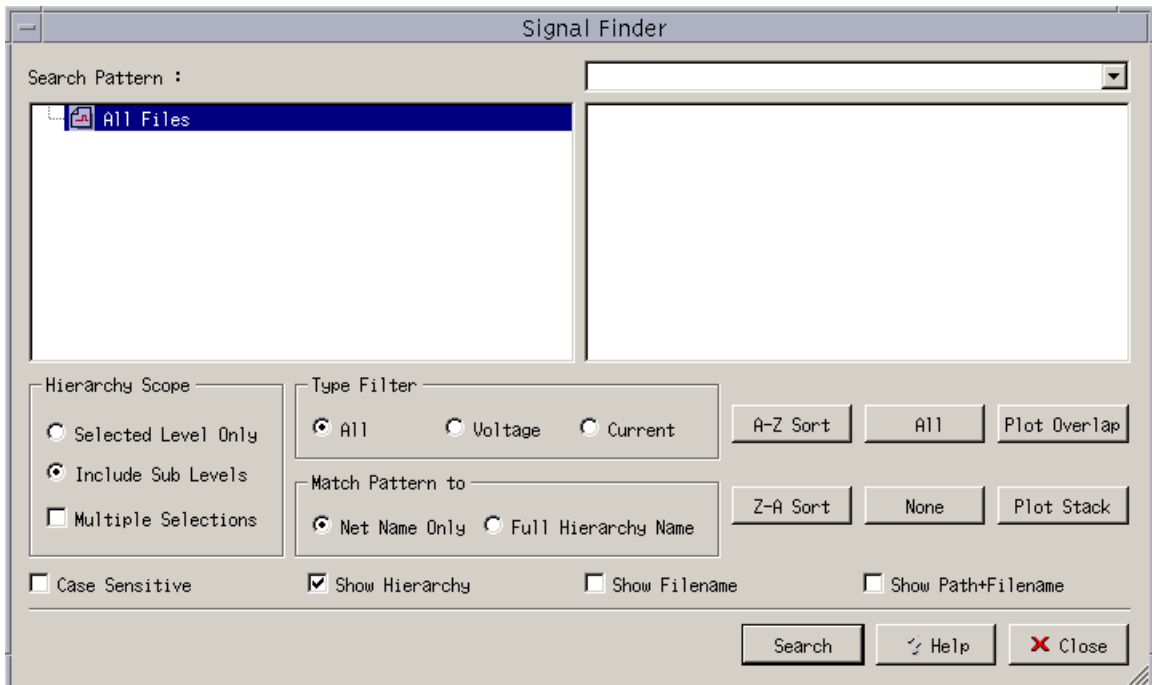 Signal Finder
Search Pattern :
All Files
Hierarchy Scope
Selected Level Only
Include Sub Levels
Multiple Selections
Type Filter
All Voltage Current
Match Pattern to
Net Name Only Full Hierarchy Name
A-Z Sort All Plot Overlap
Z-A Sort None Plot Stack
Case Sensitive Show Hierarchy Show Filename Show Path+Filename
Search Help Close